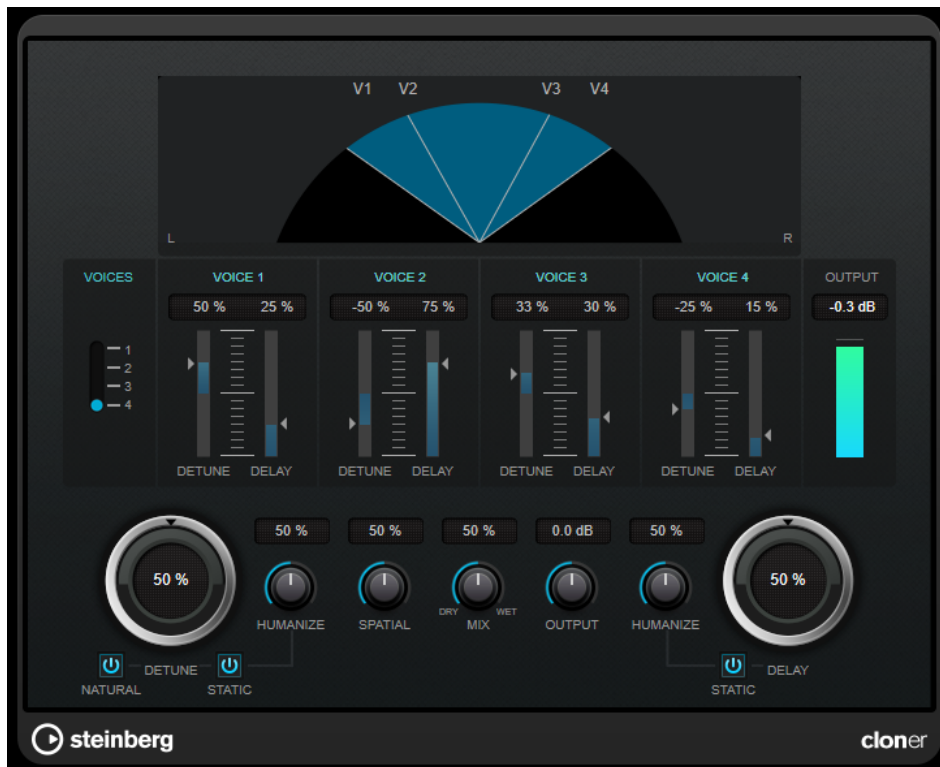 V1 V2 V3 V4
L R
VOICES VOICE 1 VOICE 2 VOICE 3 VOICE 4 OUTPUT
50 % 25 % -50 % 75 % 33 % 30 % -25 % 15 % -0.3 dB
1
2
3
4
DETUNE DELAY DETUNE DELAY DETUNE DELAY DETUNE DELAY
50 % 50 % 50 % 0.0 dB 50 %
50 % 50 %
DRY WET
HUMANIZE SPATIAL MIX OUTPUT HUMANIZE
DETUNE DELAY
NATURAL STATIC STATIC
steinberg cloner